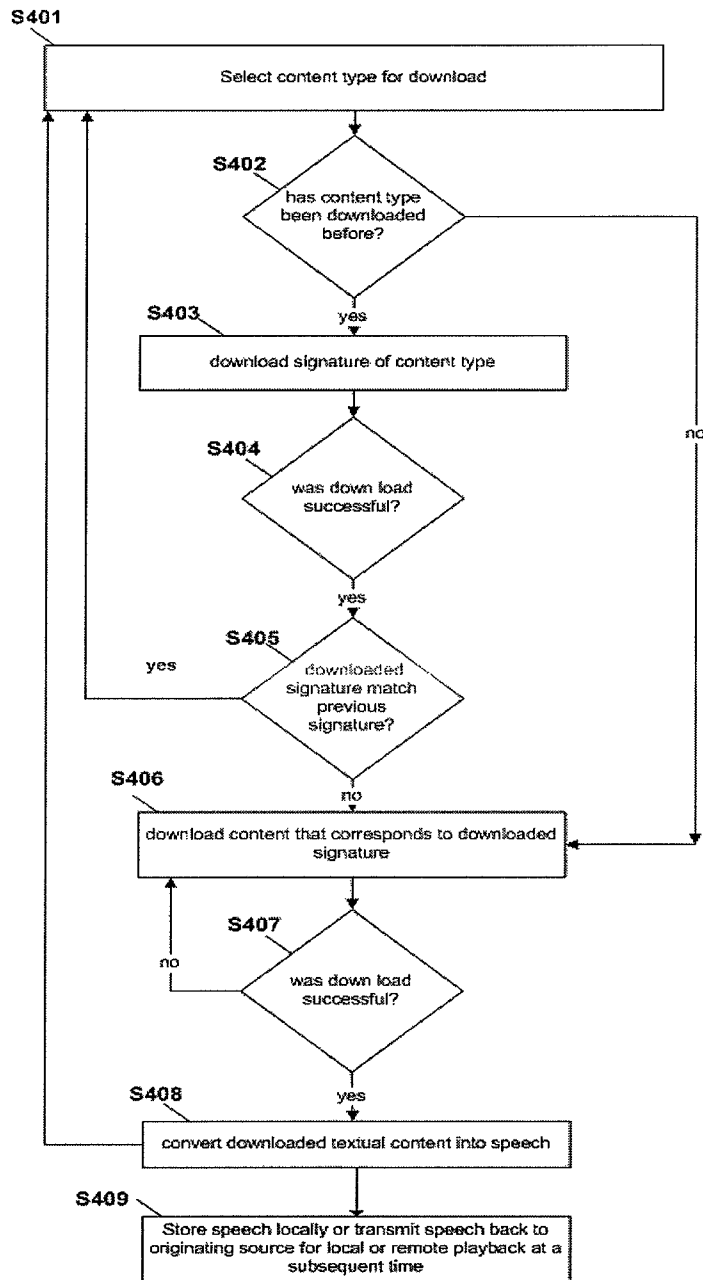 S401
Select content type for download
S402
has content type
been downloaded
before?
yes
S403
download signature of content type
no
S404
was down load
successful?
yes
S405
yes
downloaded
signature match
previous
signature?
S406
no
download content that corresponds to downloaded
signature
S407
no
was down load
successful?
yes
S408
convert downloaded textual content into speech
S409
Store speech locally or transmit speech back to
originating source for local or remote playback at a
subsequent time